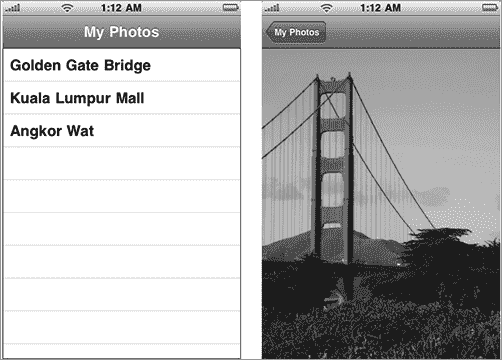 1:12 AM
My Photos
Golden Gate Bridge
Kuala Lumpur Mall
Angkor Wat
1:12 AM
My Photos